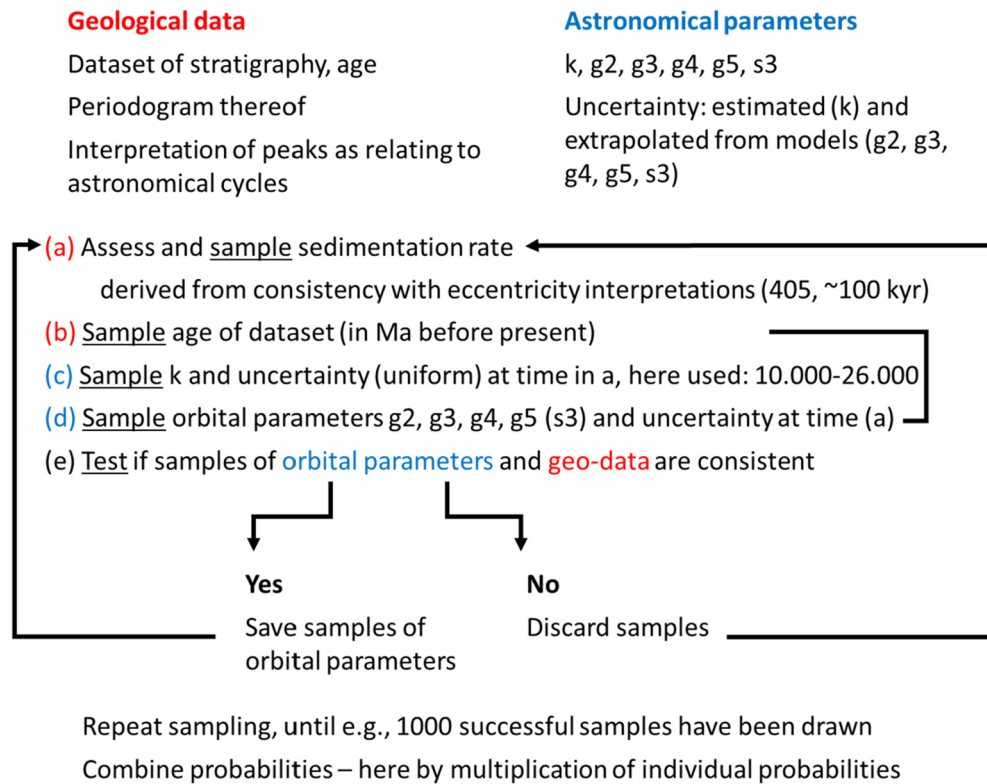 Geological data
Dataset of stratigraphy, age
Periodogram thereof
Interpretation of peaks as relating to
astronomical cycles
Astronomical parameters
k, g2, g3, g4, g5, s3
Uncertainty: estimated (k) and
extrapolated from models (g2, g3,
g4, g5, s3)
(a) Assess and sample sedimentation rate
derived from consistency with eccentricity interpretations (405, ~100 kyr)
(b) Sample age of dataset (in Ma before present)
(c) Sample k and uncertainty (uniform) at time in a, here used: 10.000-26.000
(d) Sample orbital parameters g2, g3, g4, g5 (s3) and uncertainty at time (a)
(e) Test if samples of orbital parameters and geo-data are consistent
Yes
Save samples of
orbital parameters
No
Discard samples
Repeat sampling, until e.g., 1000 successful samples have been drawn
Combine probabilities – here by multiplication of individual probabilities